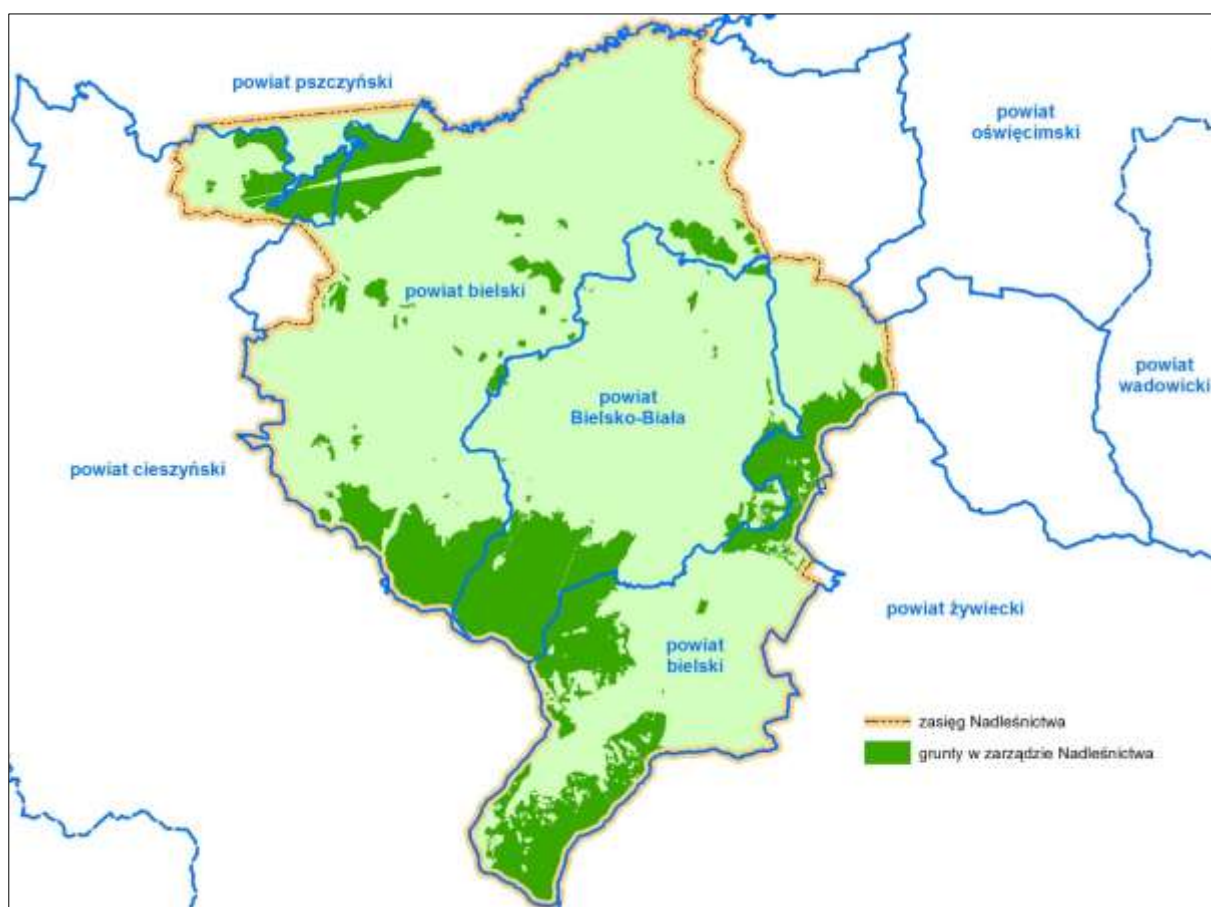 powiat pszczyński
powiat
oświęcimski
powiat bielski
powiat
wadowicki
powiat
Bielsko-Biała
powiat cieszyński
powiat żywiecki
powiat
bielski
zasięg Nadleśnictwa
grunty w zarządzie Nadleśnictwa